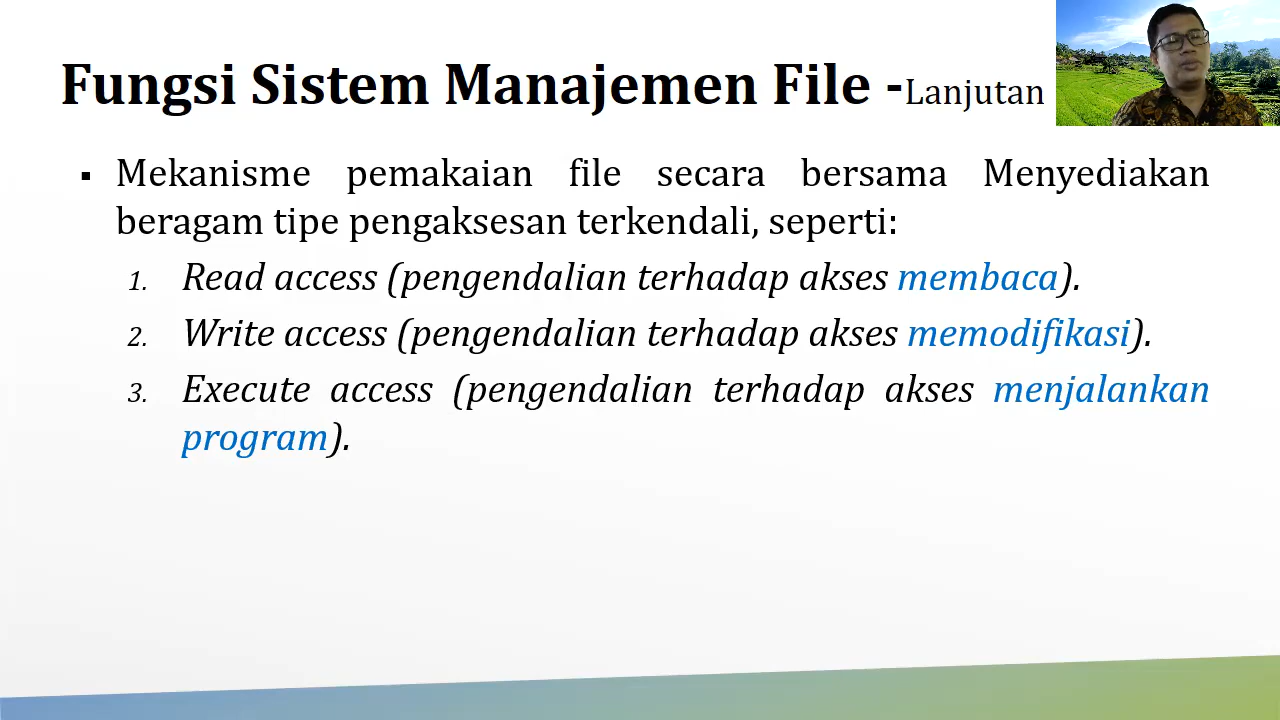 Fungsi Sistem Manajemen File -Lanjutan
▪ Mekanisme pemakaian file secara bersama Menyediakan
beragam tipe pengaksesan terkendali, seperti:
1. Read access (pengendalian terhadap akses membaca).
2. Write access (pengendalian terhadap akses memodifikasi).
3. Execute access (pengendalian terhadap akses menjalankan
program).